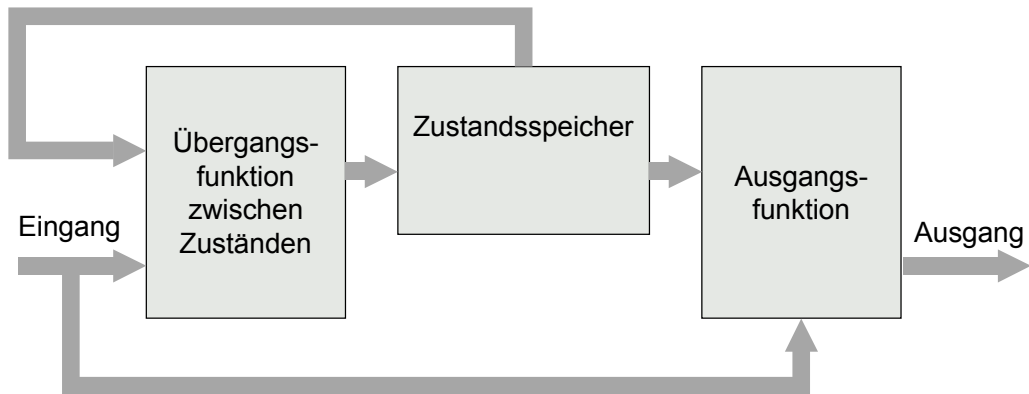 Übergangs-
funktion
zwischen
Zuständen
Zustandsspeicher
Ausgangs-
funktion
Eingang
Ausgang